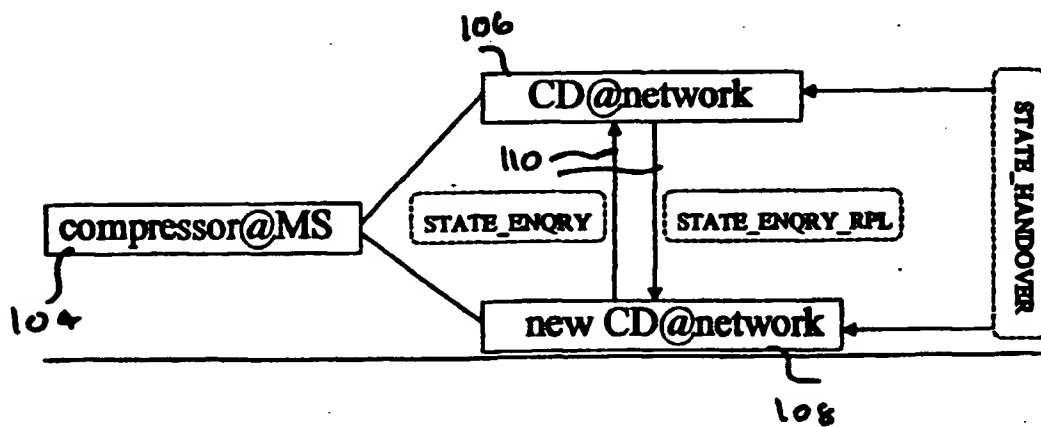 106
CD@network
STATE_HANDOVER
110
compressor@MS
STATE_ENQRY
STATE_ENQRY_RPL
104
new CD@network
108